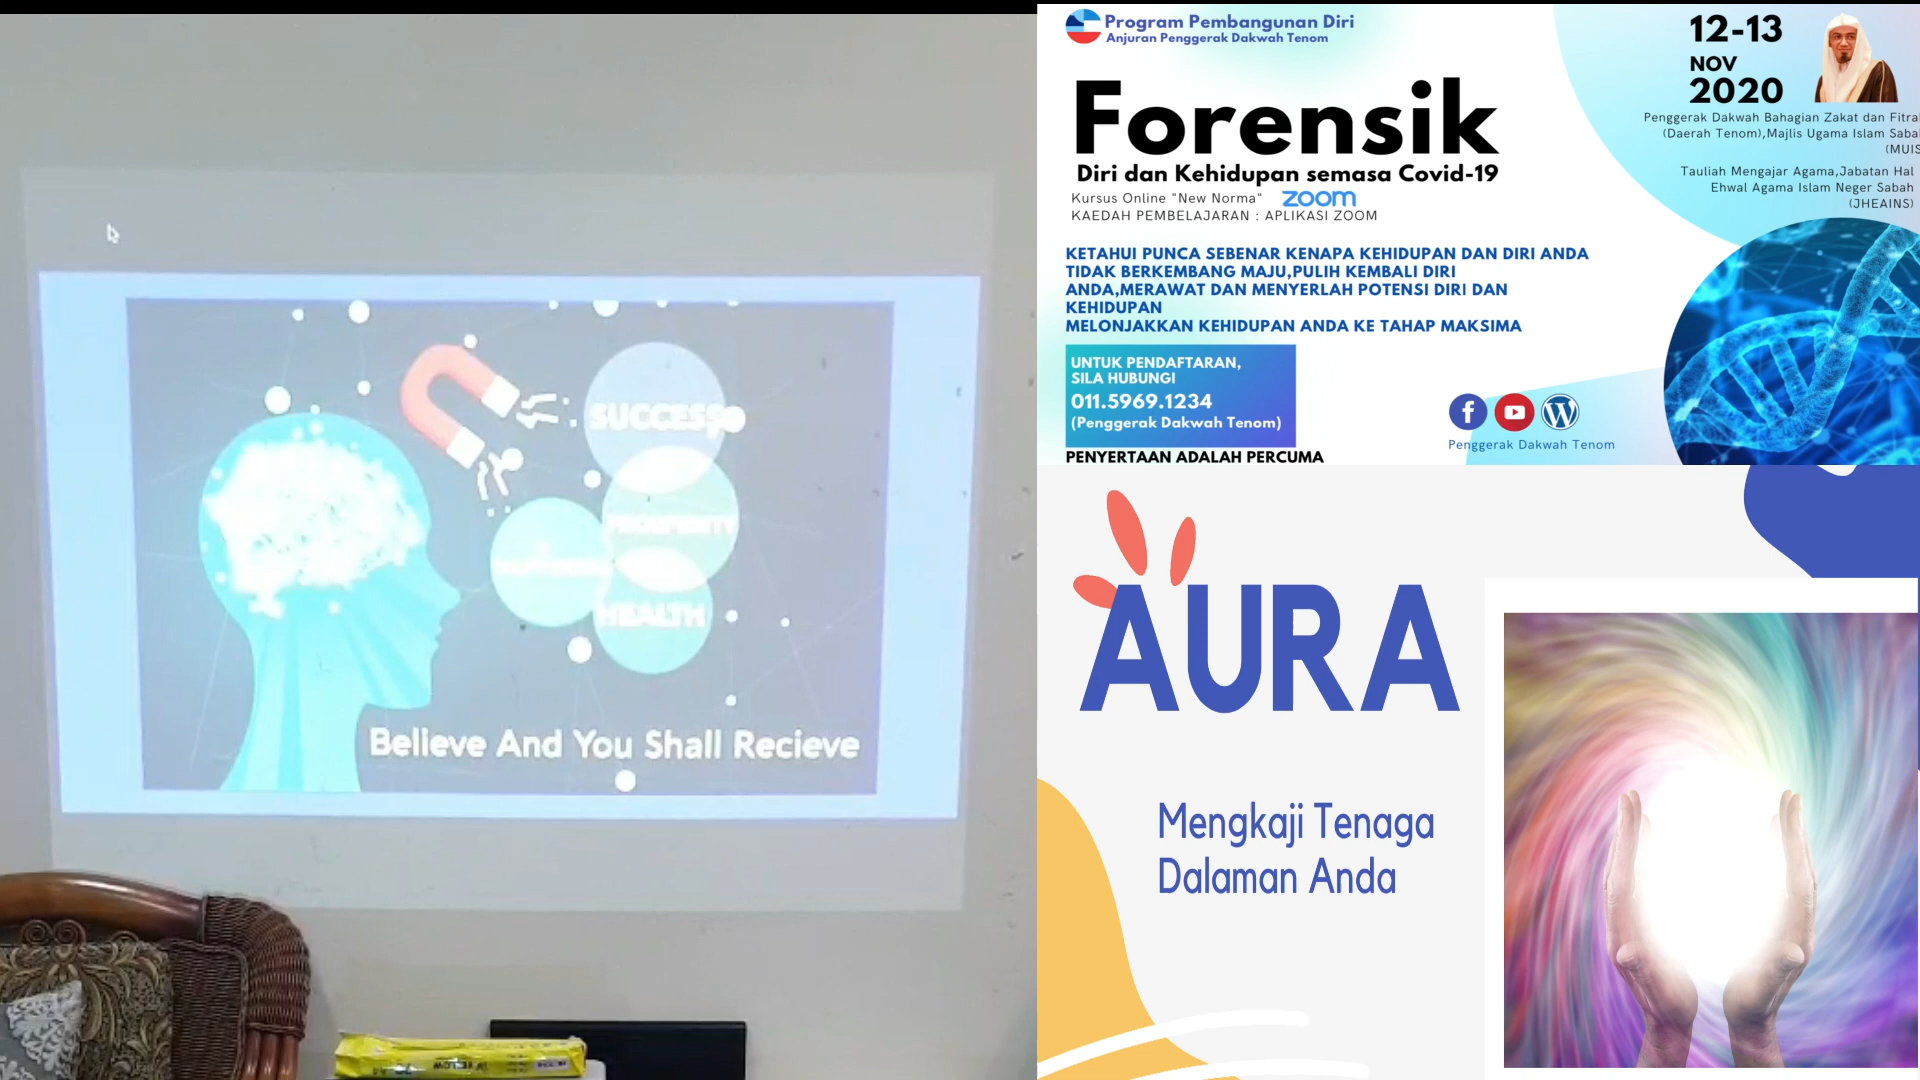 SUCCESS
PROSPERITY
HEALTH
Believe And You Shall Recieve
Program Pembangunan Diri
Anjuran Penggerak Dakwah Tenom
12-13
NOV
2020
Forensik
Diri dan Kehidupan semasa Covid-19
Kursus Online "New Norma" zoom
KAEDAH PEMBELAJARAN : APLIKASI ZOOM
Penggerak Dakwah Bahagian Zakat dan Fitra
(Daerah Tenom),Majlis Ugama Islam Saba
(MUIS
Tauliah Mengajar Agama,Jabatan Hal
Ehwal Agama Islam Neger Sabah
(JHEAINS)
KETAHUI PUNCA SEBENAR KENAPA KEHIDUPAN DAN DIRI ANDA
TIDAK BERKEMBANG MAJU,PULIH KEMBALI DIRI
ANDA,MERAWAT DAN MENYERLAH POTENSI DIRI DAN
KEHIDUPAN
MELONJAKKAN KEHIDUPAN ANDA KE TAHAP MAKSIMA
UNTUK PENDAFTARAN,
SILA HUBUNGI
011.5969.1234
(Penggerak Dakwah Tenom)
PENYERTAAN ADALAH PERCUMA
Penggerak Dakwah Tenom
AURA
Mengkaji Tenaga
Dalaman Anda